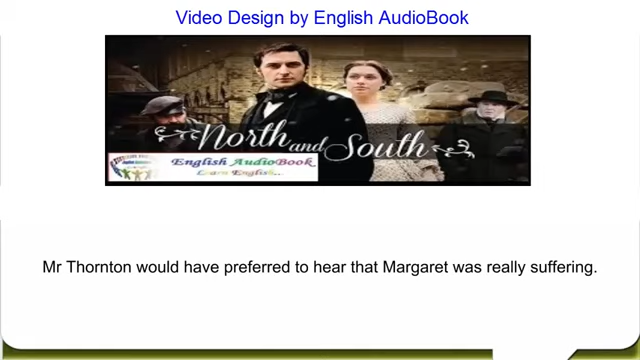 Video Design by English AudioBook
North and South
English AudioBook
Learn English...
Mr Thornton would have preferred to hear that Margaret was really suffering.